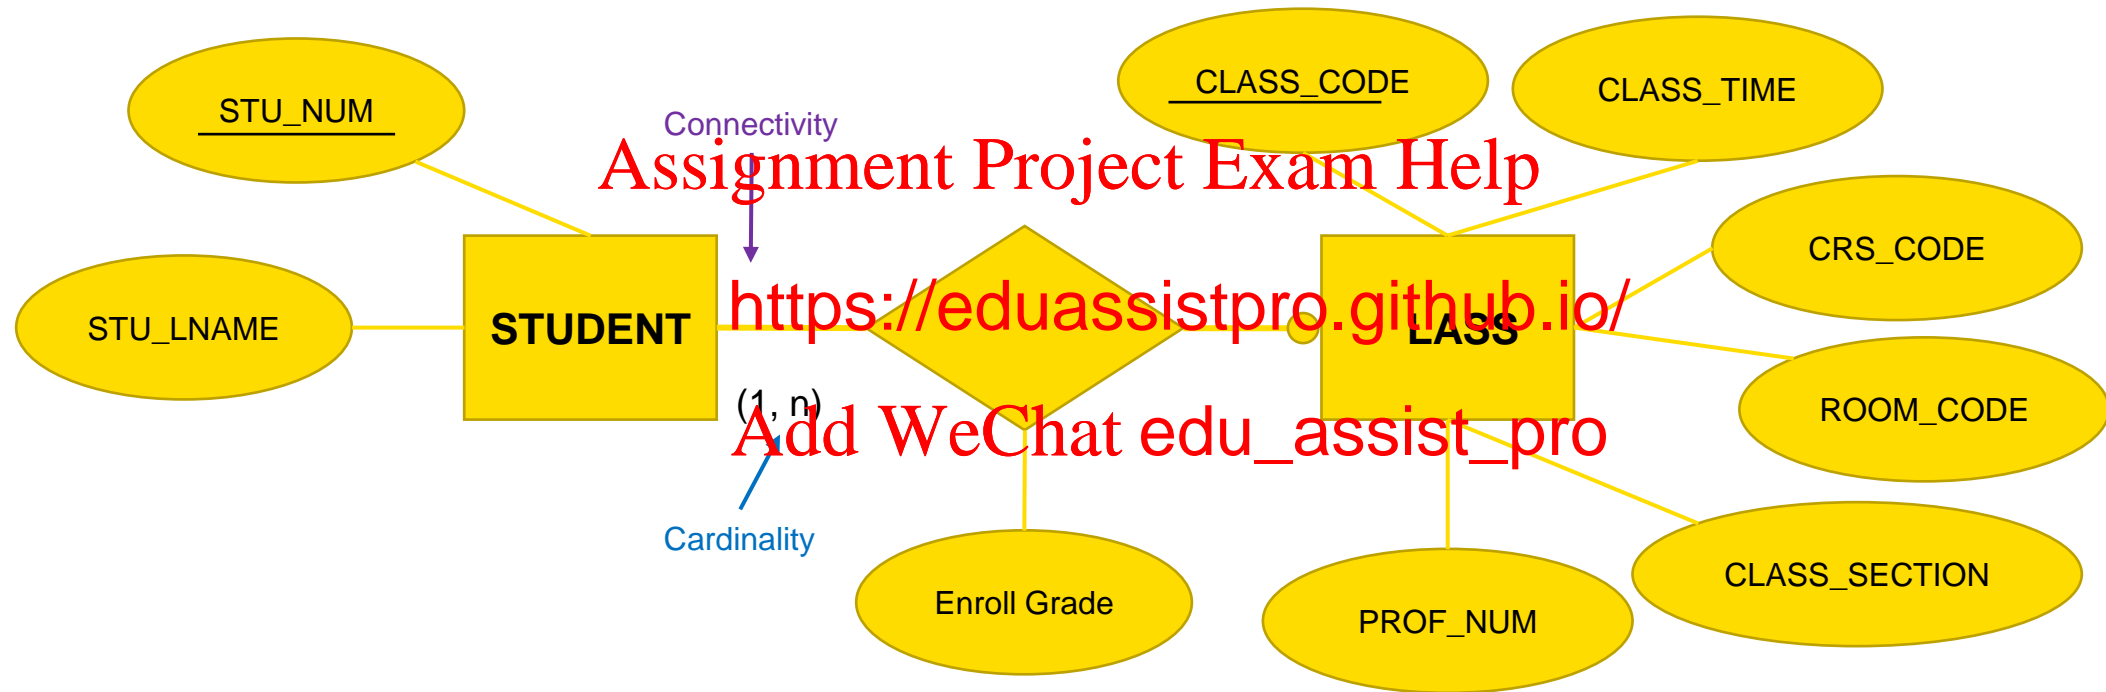 CLASS_CODE
CLASS_TIME
STU_NUM
Connectivity
Assignment Project Exam Help
CRS_CODE
https://eduassistpro.github.io/
STU_LNAME
STUDENT
LASS
(1, n)
ROOM_CODE
Add WeChat edu_assist_pro
Cardinality
CLASS_SECTION
Enroll Grade
PROF_NUM